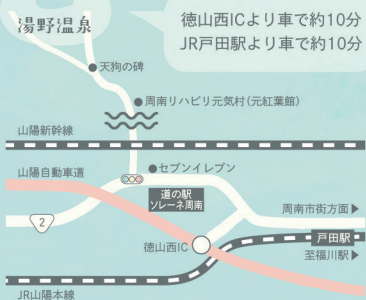 湯野温泉
徳山西ICより車で約10分
JR戸田駅より車で約10分
天狗の碑
周南リハビリ元気村(元紅葉館)
山陽新幹線
山陽自動車道
セブンイレブン
道の駅
ソレーネ周南
2
周南市街方面▶
戸田駅
徳山西IC
至福川駅▶
JR山陽本線